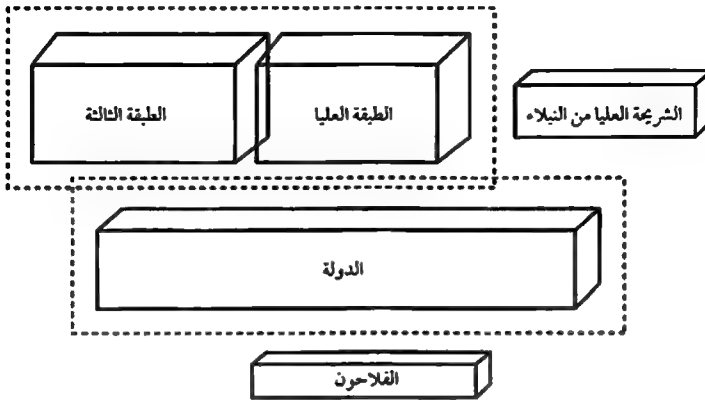 الشريحة العليا من النبلاء
الطبقة العليا
الطبقة الثالثة
الدولة
الفلاحون